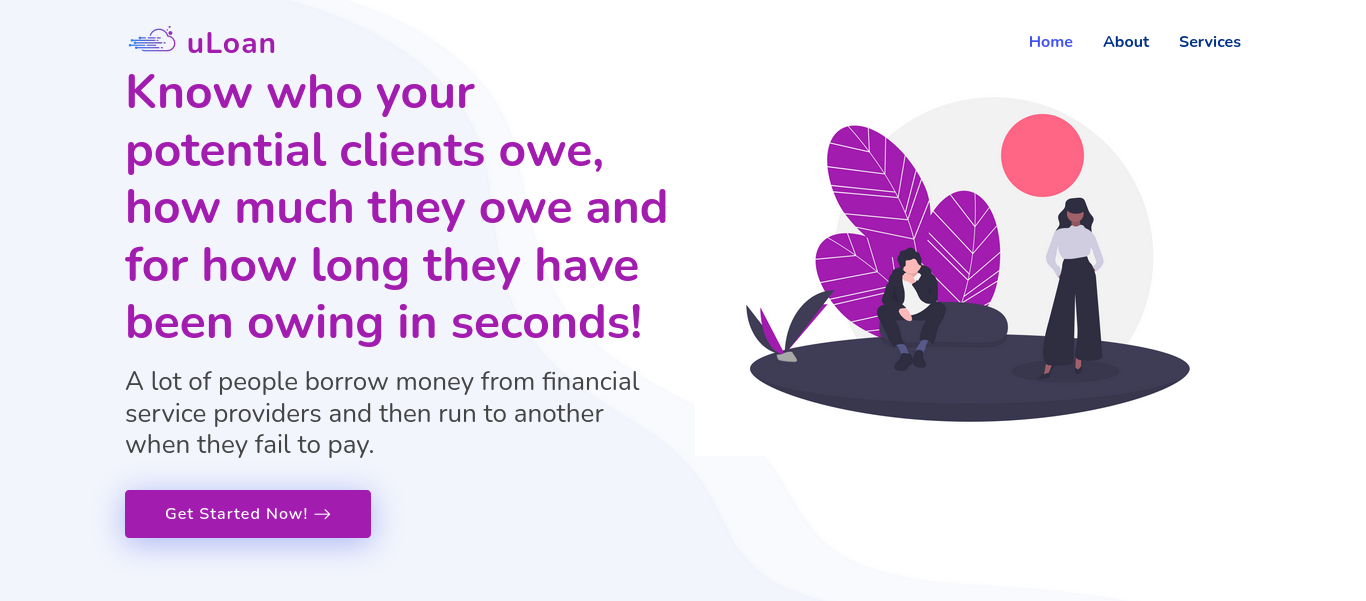 uLoan
Home About Services
Know who your
potential clients owe,
how much they owe and
for how long they have
been owing in seconds!
A lot of people borrow money from financial
service providers and then run to another
when they fail to pay.
Get Started Now! →